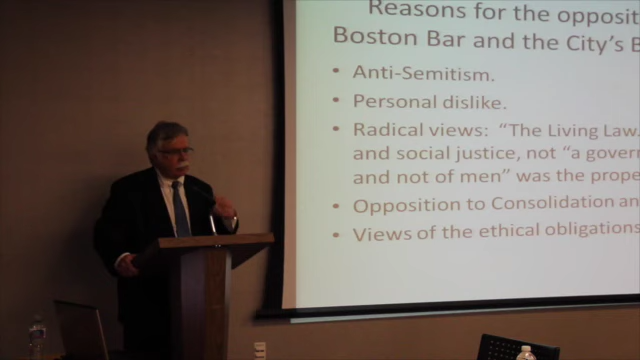 Reasons for the opposit
Boston Bar and the City's B
• Anti-Semitism.
• Personal dislike.
• Radical views: "The Living Law.
and social justice, not "a gover
and not of men" was the prope
• Opposition to Consolidation an
• Views of the ethical obligations